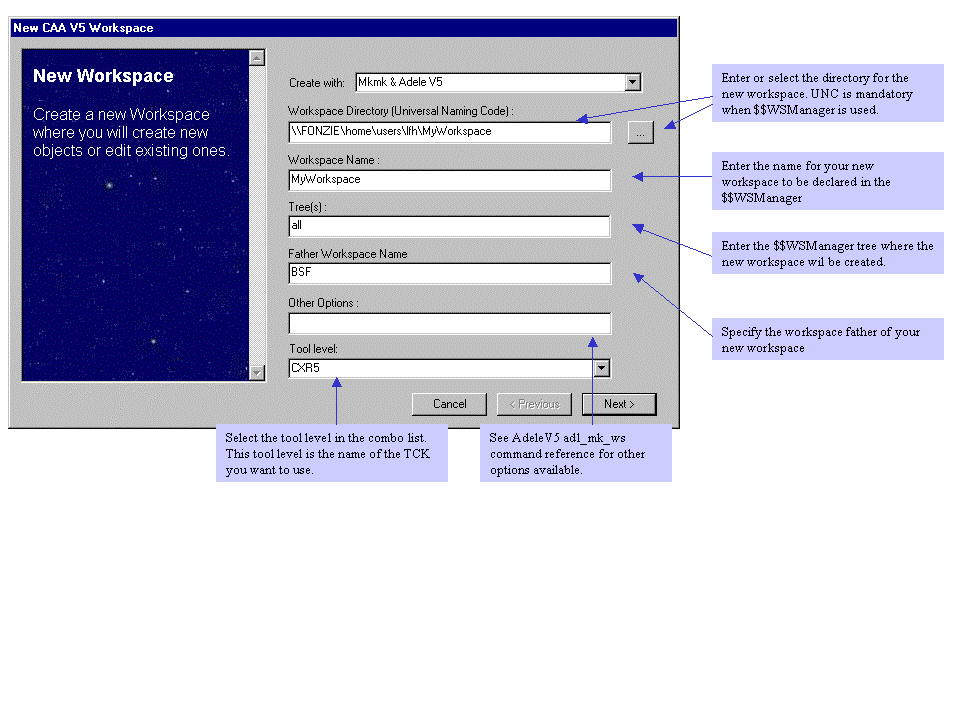 New CAA V5 Workspace
New Workspace
Create a new Workspace
where you will create new
objects or edit existing ones.
Create with:
Mkmk & Adele V5
Workspace Directory (Universal Naming Code) :
\\FONZIE\home\users\lfh\MyWorkspace
...
Workspace Name :
MyWorkspace
Tree(s) :
all
Father Workspace Name
BSF
Other Options :
Tool level:
CXR5
Cancel
< Previous
Next >
Enter or select the directory for the
new workspace. UNC is mandatory
when $$WSManager is used.
Enter the name for your new
workspace to be declared in the
$$WSManager
Enter the $$WSManager tree where the
new workspace wil be created.
Specify the workspace father of your
new workspace
Select the tool level in the combo list.
This tool level is the name of the TCK
you want to use.
See AdeleV5 adl_mk_ws
command reference for other
options available.